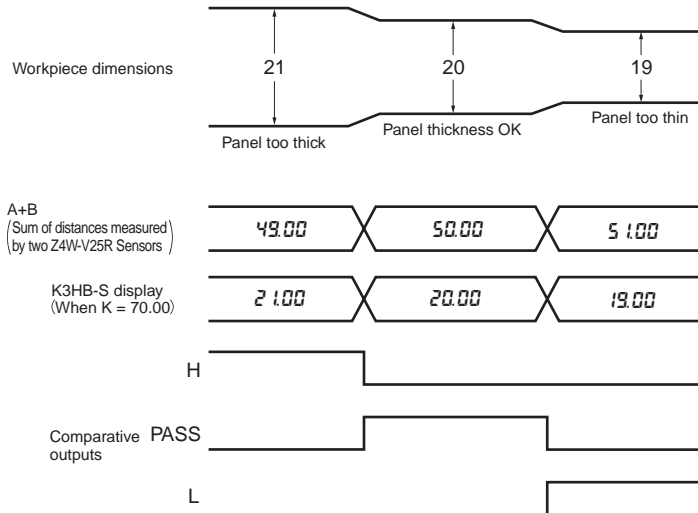 Workpiece dimensions
21
20
19
Panel too thick
Panel thickness OK
Panel too thin
A+B
(Sum of distances measured
by two Z4W-V25R Sensors)
49.00
50.00
51.00
K3HB-S display
(When K = 70.00)
21.00
20.00
19.00
H
Comparative
outputs
PASS
L